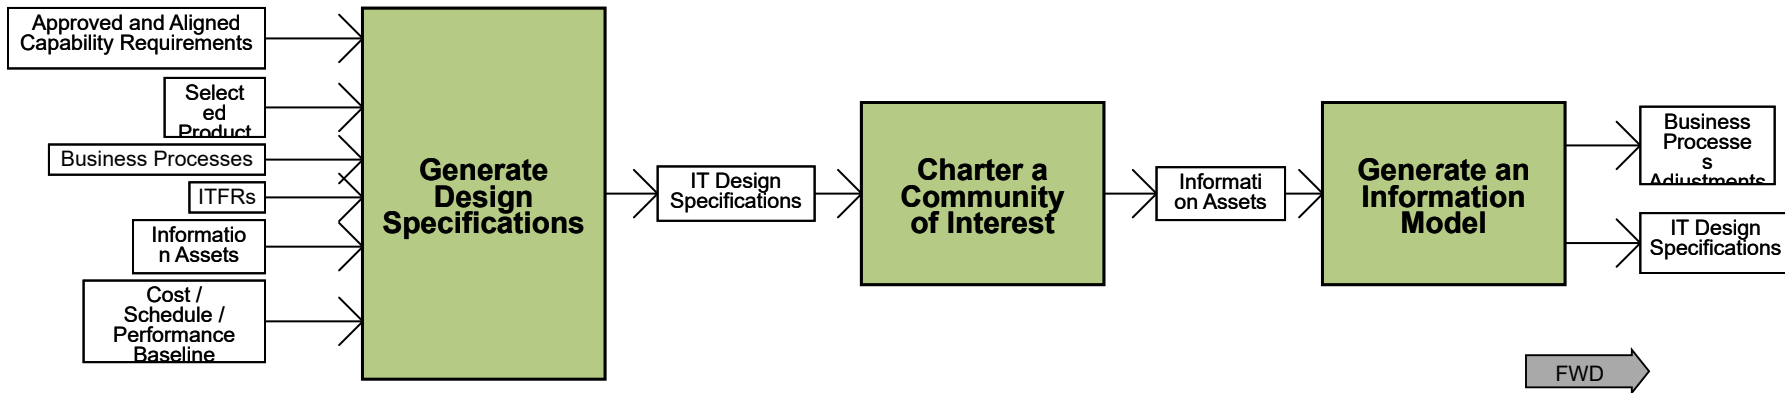 Approved and Aligned
Capability Requirements
Select
ed
Product
Business Processes
ITFRs
Informatio
n Assets
Cost /
Schedule /
Performance
Baseline
Generate
Design
Specifications
IT Design
Specifications
Charter a
Community
of Interest
Informati
on Assets
Generate an
Information
Model
Business
Processe
s
Adjustments
IT Design
Specifications
FWD